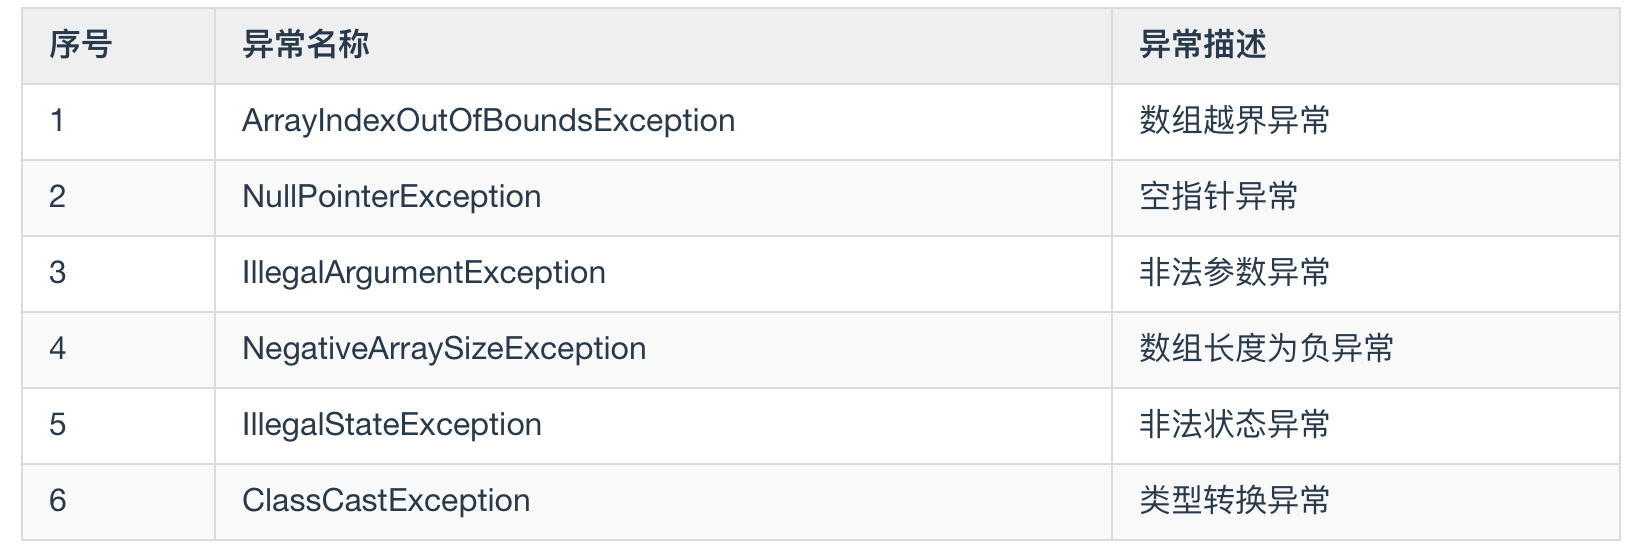 序号 异常名称 异常描述
1 ArrayIndexOutOfBoundsException 数组越界异常
2 NullPointerException 空指针异常
3 IllegalArgumentException 非法参数异常
4 NegativeArraySizeException 数组长度为负异常
5 IllegalStateException 非法状态异常
6 ClassCastException 类型转换异常